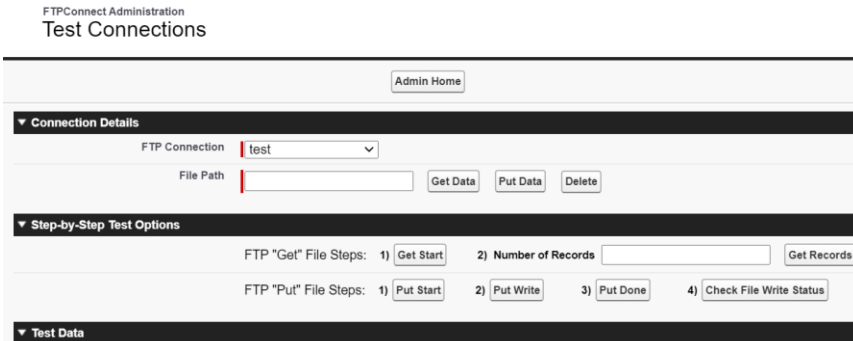 FTPConnect Administration
Test Connections
Admin Home
▼ Connection Details
FTP Connection test
File Path Get Data Put Data Delete
▼ Step-by-Step Test Options
FTP "Get" File Steps: 1) Get Start 2) Number of Records Get Records
FTP "Put" File Steps: 1) Put Start 2) Put Write 3) Put Done 4) Check File Write Status
▼ Test Data